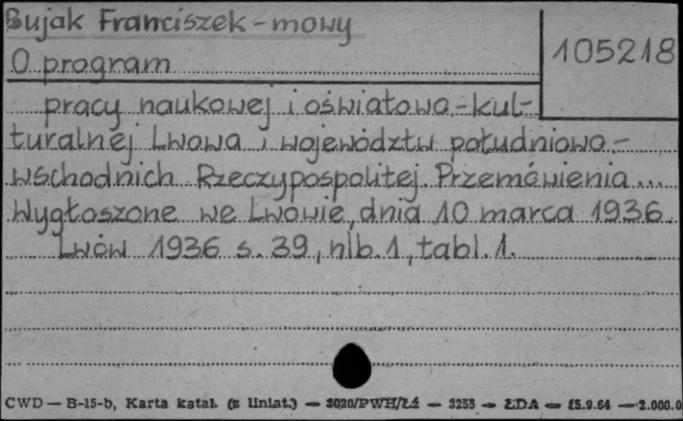 Bujak Franciszek - mowy
105218
O program
pracy naukowej i oświatowo-kul-
turalnej Lwowa i województw południowo-
wschodnich Rzeczypospolitej. Przemówienia...
Wygłoszone we Lwowie, dnia 10 marca 1936.
Lwów 1936 s. 39, nlb. 1, tabl. 1.
CWD — B-15-b, Karta katal. (z liniat.) — 3020/PWH/Łź — 3255 — ŁDA — 15.9.64 — 2.000.0